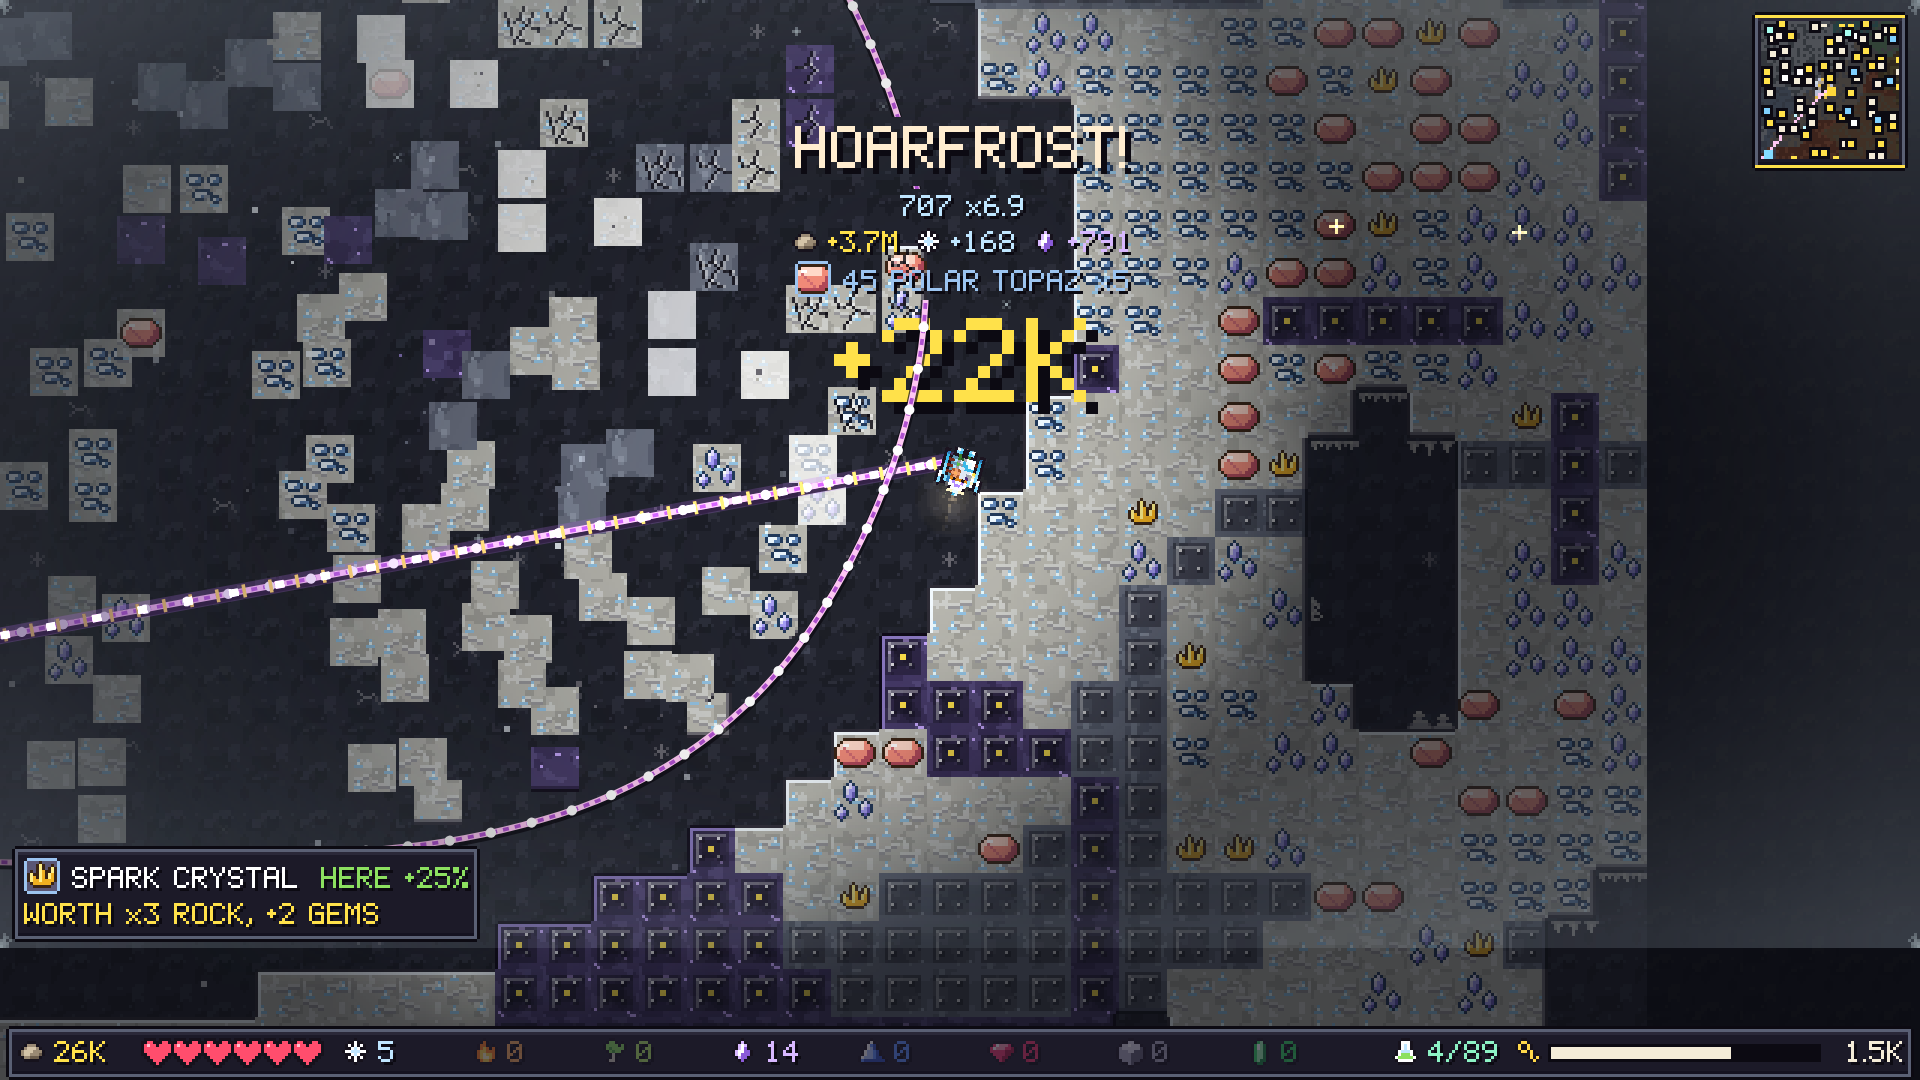 HOARFROST!
707 x6.9
+3.7M +168 +791
45 POLAR TOPAZ
+22K
SPARK CRYSTAL HERE +25%
WORTH x3 ROCK, +2 GEMS
26K 5 0 0 14 0 0 0 0 4/89 1.5K